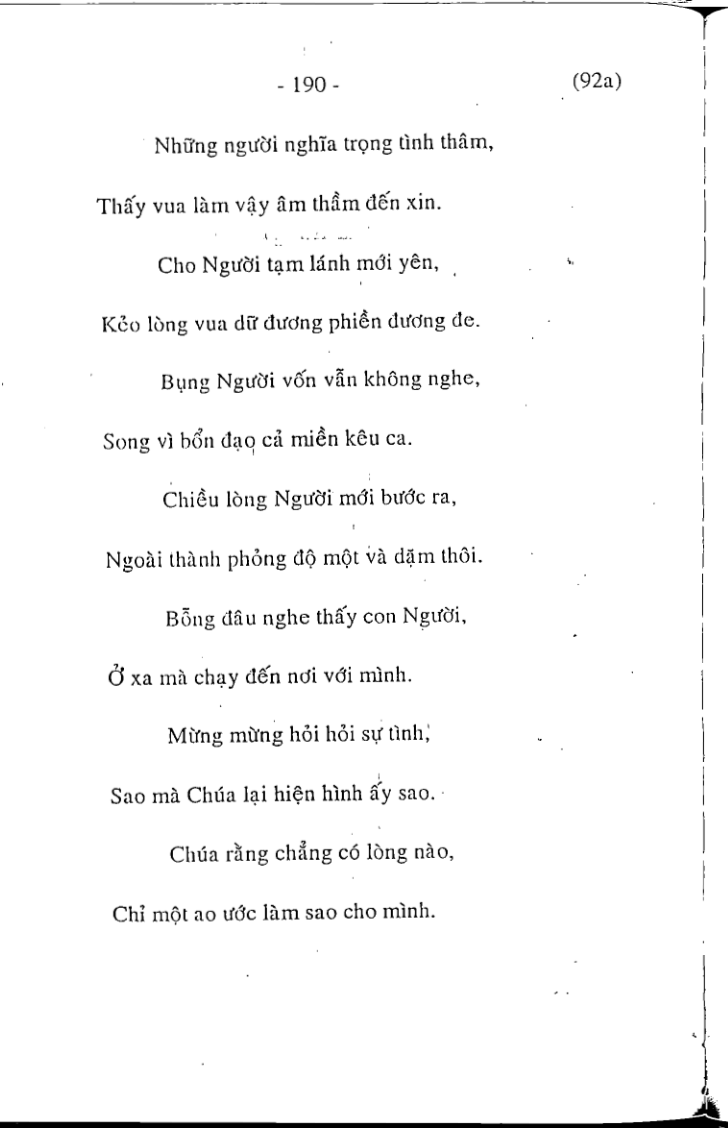 - 190 - (92a)
Những người nghĩa trọng tình thâm,
Thấy vua làm vậy âm thầm đến xin.
Cho Người tạm lánh mới yên,
Kẻo lòng vua dữ đương phiền đương đe.
Bụng Người vốn vẫn không nghe,
Song vì bổn đạo cả miền kêu ca.
Chiều lòng Người mới bước ra,
Ngoài thành phỏng độ một và dặm thôi.
Bỗng đâu nghe thấy con Người,
Ở xa mà chạy đến nơi với mình.
Mừng mừng hỏi hỏi sự tình,
Sao mà Chúa lại hiện hình ấy sao.
Chúa rằng chẳng có lòng nào,
Chỉ một ao ước làm sao cho mình.